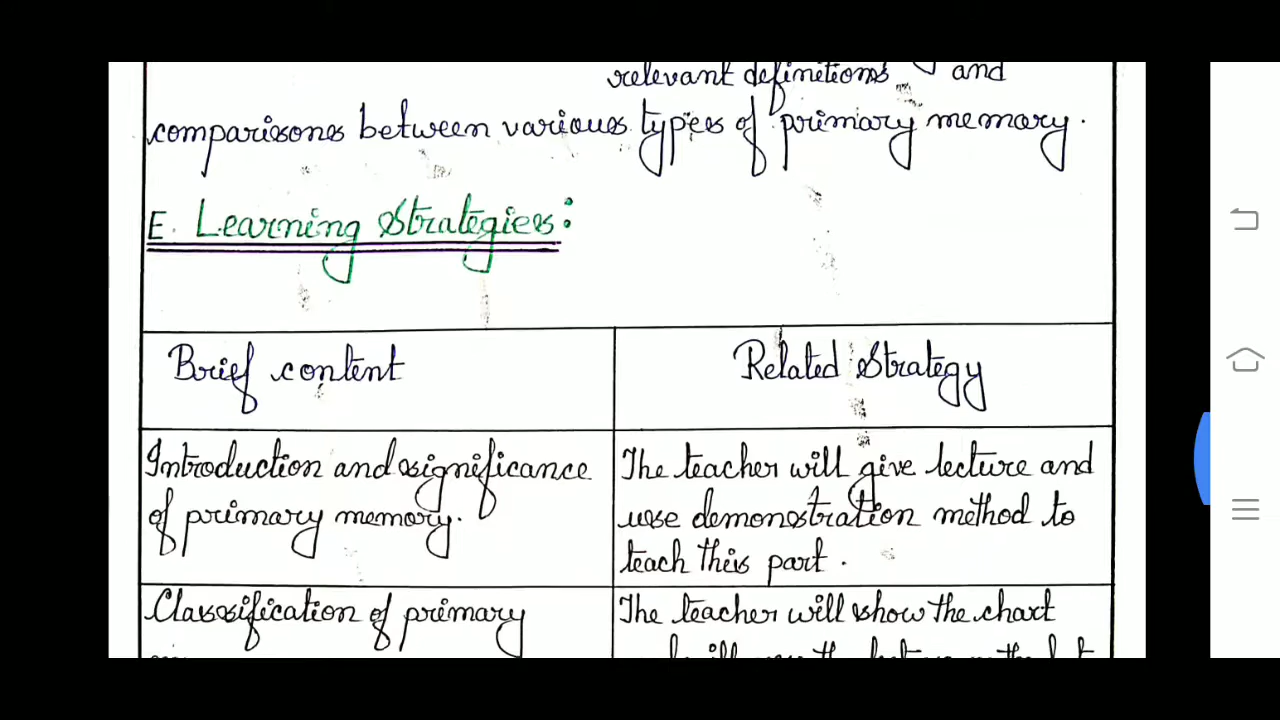 relevant definitions and
comparisons between various types of primary memory.
E. Learning Strategies:
Brief content
Related Strategy
Introduction and significance
of primary memory.
The teacher will give lecture and
use demonstration method to
teach this part.
Classification of primary
The teacher will show the chart